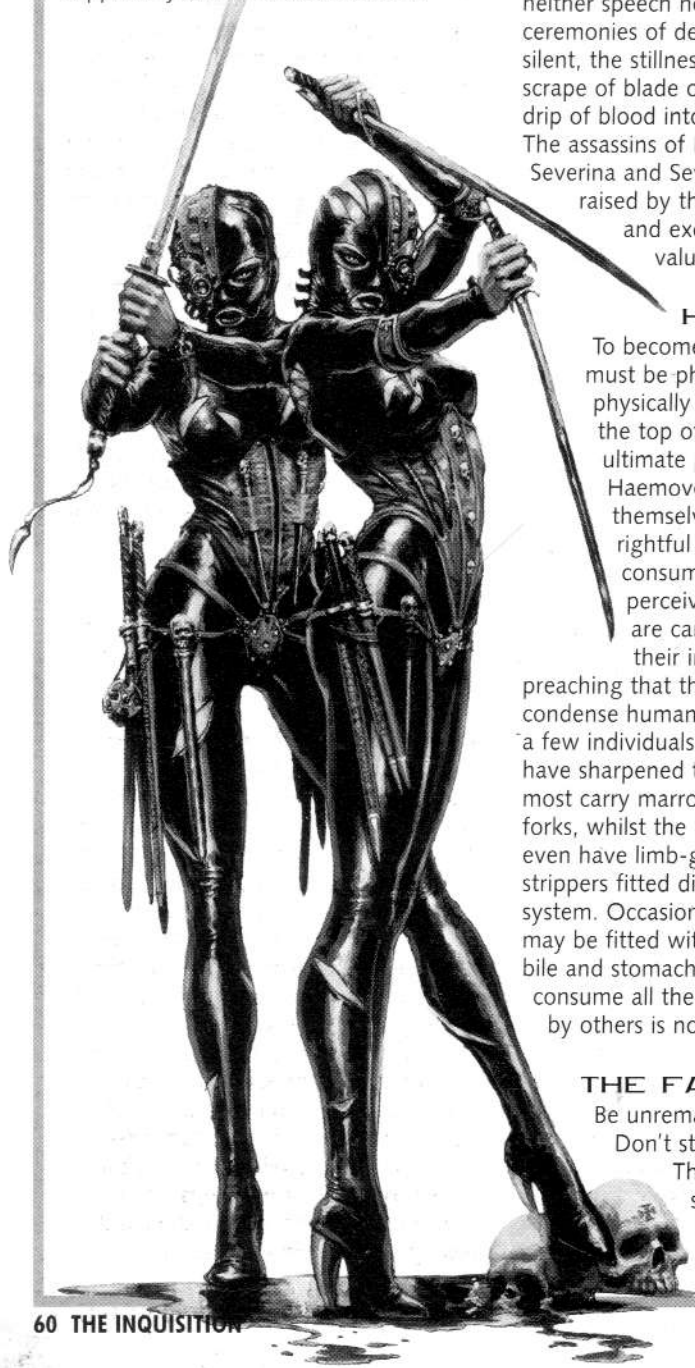 neither speech no
ceremonies of de
silent, the stillnes
scrape of blade o
drip of blood into
The assassins of
Severina and Sev
raised by th
and exe
valu
H
To become
must be ph
physically
the top of
ultimate
Haemov
themselv
rightful
consum
perceiv
are car
their i
preaching that th
condense human
a few individuals
have sharpened t
most carry marro
forks, whilst the
even have limb-g
strippers fitted di
system. Occasion
may be fitted wit
bile and stomach
consume all the
by others is no
THE FA
Be unrema
Don't st
Th
s
60 THE INQUISITION